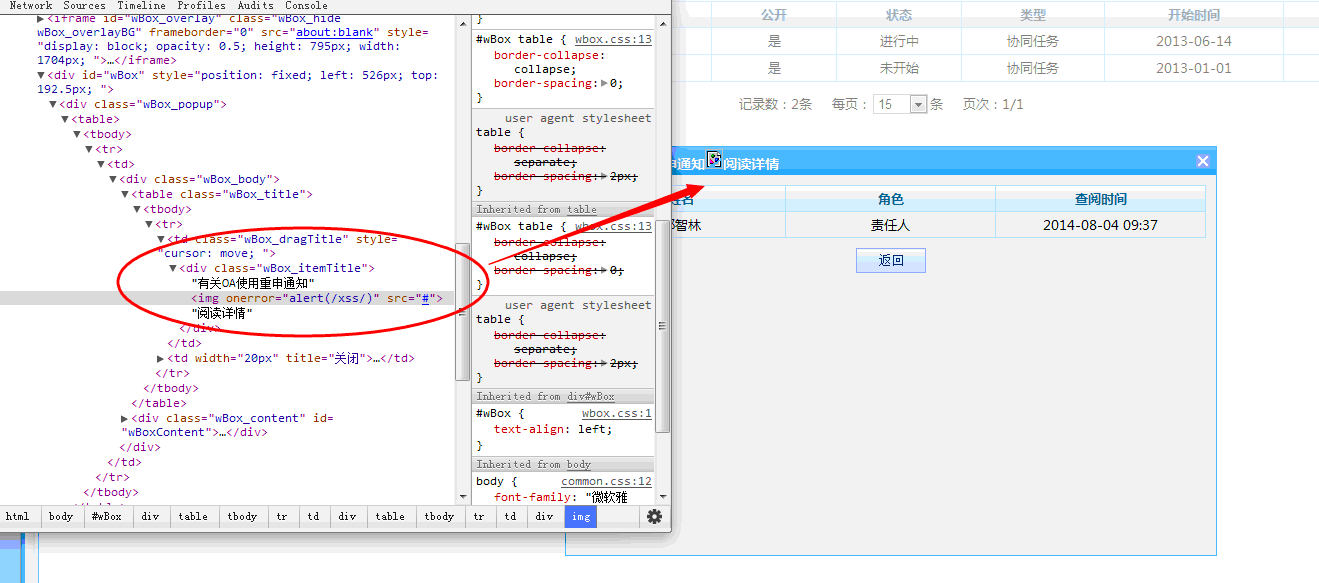 Network Sources Timeline Profiles Audits Console
▶<iframe id="wBox_overlay" class="wBox_hide
wBox_overlayBG" frameborder="0" src="about:blank" style=
"display: block; opacity: 0.5; height: 795px; width:
1704px; ">…</iframe>
▼<div id="wBox" style="position: fixed; left: 526px; top:
192.5px; ">
▼<div class="wBox_popup">
▼<table>
▼<tbody>
▼<tr>
▼<td>
▼<div class="wBox_body">
▼<table class="wBox_title">
▼<tbody>
▼<tr>
▼<td class="wBox_dragTitle" style=
"cursor: move; ">
▼<div class="wBox_itemTitle">
"有关OA使用重申通知"
<img onerror="alert(/xss/)" src="#">
"阅读详情"
</div>
</td>
▶<td width="20px" title="关闭">…</td>
</tr>
</tbody>
</table>
▶<div class="wBox_content" id=
"wBoxContent">…</div>
</div>
</td>
</tr>
</tbody>
html body #wBox div table tbody tr td div table tbody tr td div img
}
#wBox table { wbox.css:13
border-collapse:
collapse;
border-spacing:▶0;
}
user agent stylesheet
table {
border-collapse:
separate;
border-spacing:▶2px;
}
Inherited from table
#wBox table { wbox.css:13
border-collapse:
collapse;
border-spacing:▶0;
}
user agent stylesheet
table {
border-collapse:
separate;
border-spacing:▶2px;
}
Inherited from div#wBox
#wBox { wbox.css:1
text-align: left;
}
Inherited from body
body { common.css:12
font-family: "微软雅
公开 状态 类型 开始时间
是 进行中 协同任务 2013-06-14
是 未开始 协同任务 2013-01-01
记录数：2条 每页： 15 条 页次：1/1
申通知 阅读详情
姓名 角色 查阅时间
智林 责任人 2014-08-04 09:37
返回